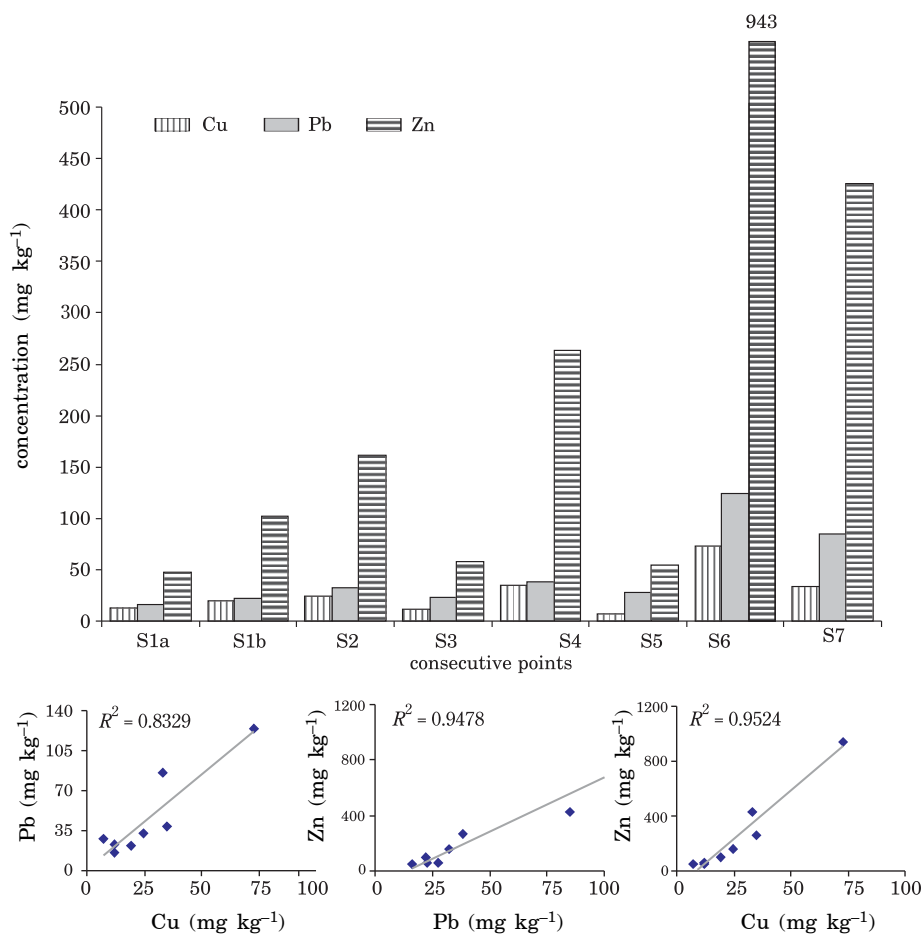 943
500
Cu Pb Zn
450
400
350
300
250
200
150
100
50
0
concentration (mg kg⁻¹)
S1a S1b S2 S3 S4 S5 S6 S7
consecutive points
140
105
70
35
0
Pb (mg kg⁻¹)
R² = 0.8329
0 25 50 75 100
Cu (mg kg⁻¹)
1200
800
400
0
Zn (mg kg⁻¹)
R² = 0.9478
0 25 50 75 100
Pb (mg kg⁻¹)
1200
800
400
0
Zn (mg kg⁻¹)
R² = 0.9524
0 25 50 75 100
Cu (mg kg⁻¹)